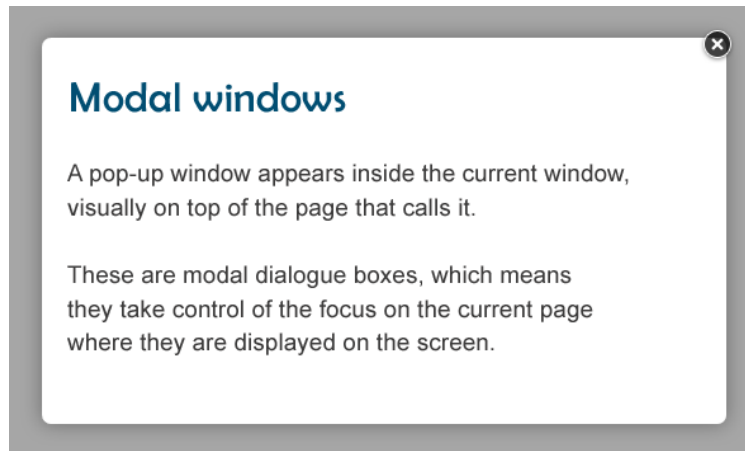 Modal windows
A pop-up window appears inside the current window,
visually on top of the page that calls it.
These are modal dialogue boxes, which means
they take control of the focus on the current page
where they are displayed on the screen.